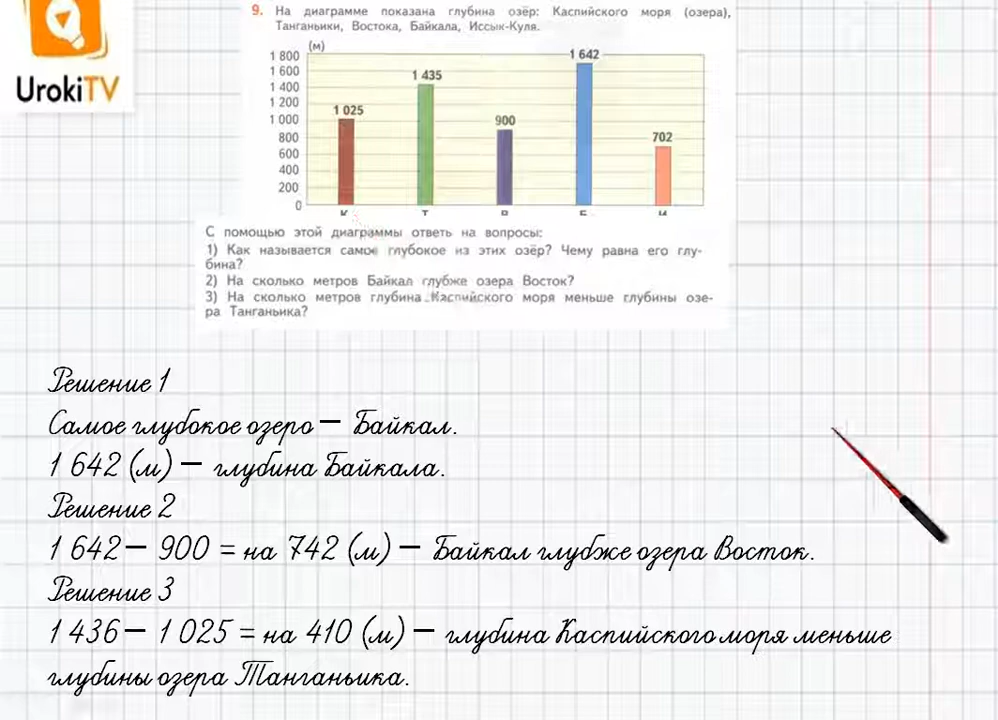 UrokiTV
9. На диаграмме показана глубина озёр: Каспийского моря (озера),
Танганьики, Востока, Байкала, Иссык-Куля.
(м)
1 800
1 600
1 400
1 200
1 000
800
600
400
200
0
1 025
1 435
900
1 642
702
К Т В Б И
С помощью этой диаграммы ответь на вопросы:
1) Как называется самое глубокое из этих озёр? Чему равна его глу-
бина?
2) На сколько метров Байкал глубже озера Восток?
3) На сколько метров глубина Каспийского моря меньше глубины озе-
ра Танганьика?
Решение 1
Самое глубокое озеро – Байкал.
1 642 (м) – глубина Байкала.
Решение 2
1 642 – 900 = на 742 (м) – Байкал глубже озера Восток.
Решение 3
1 436 – 1 025 = на 410 (м) – глубина Каспийского моря меньше
глубины озера Танганьика.